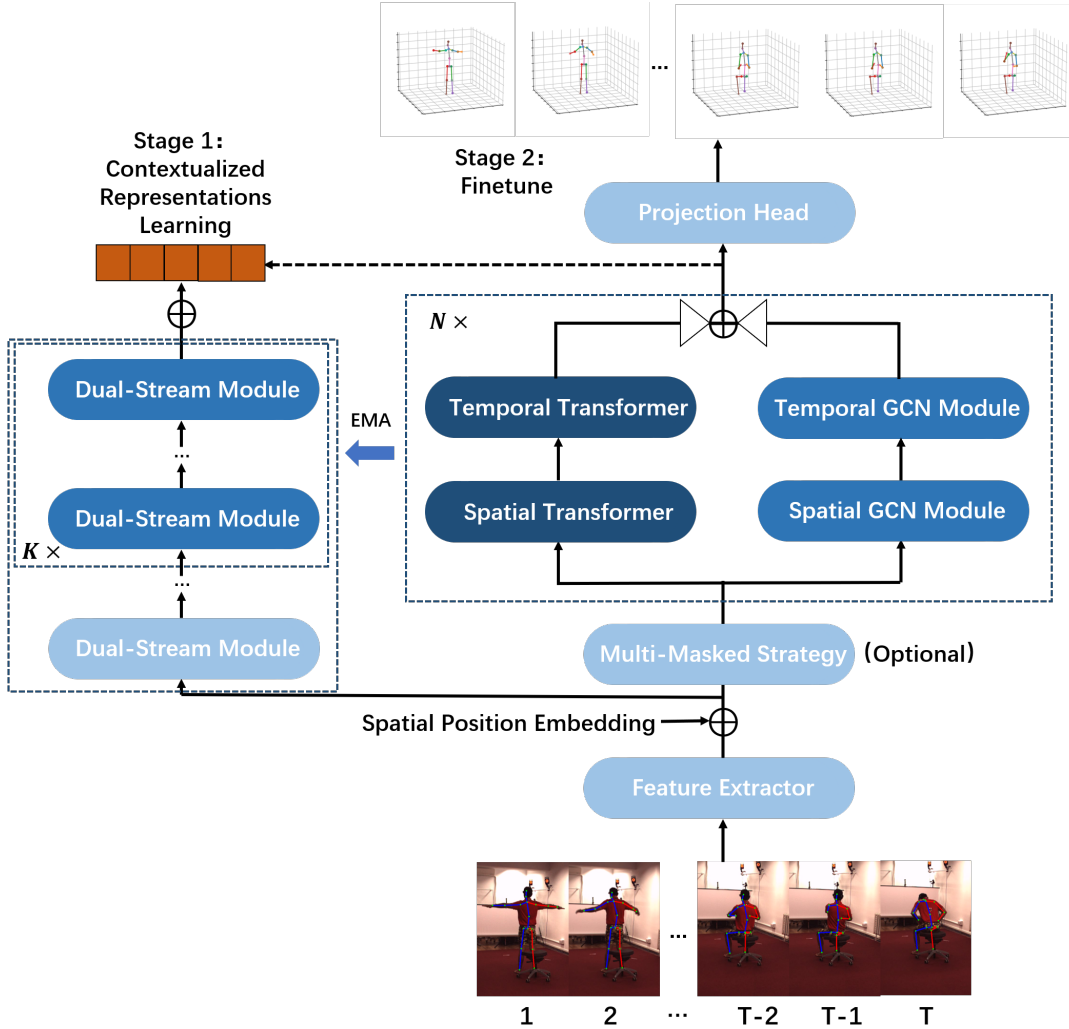 ...
Stage 1:
Contextualized
Representations
Learning
Stage 2:
Finetune
Projection Head
N ×
Dual-Stream Module
Temporal Transformer
Temporal GCN Module
EMA
...
Dual-Stream Module
Spatial Transformer
Spatial GCN Module
K ×
...
Dual-Stream Module
Multi-Masked Strategy
(Optional)
Spatial Position Embedding
Feature Extractor
...
1 2 ... T-2 T-1 T